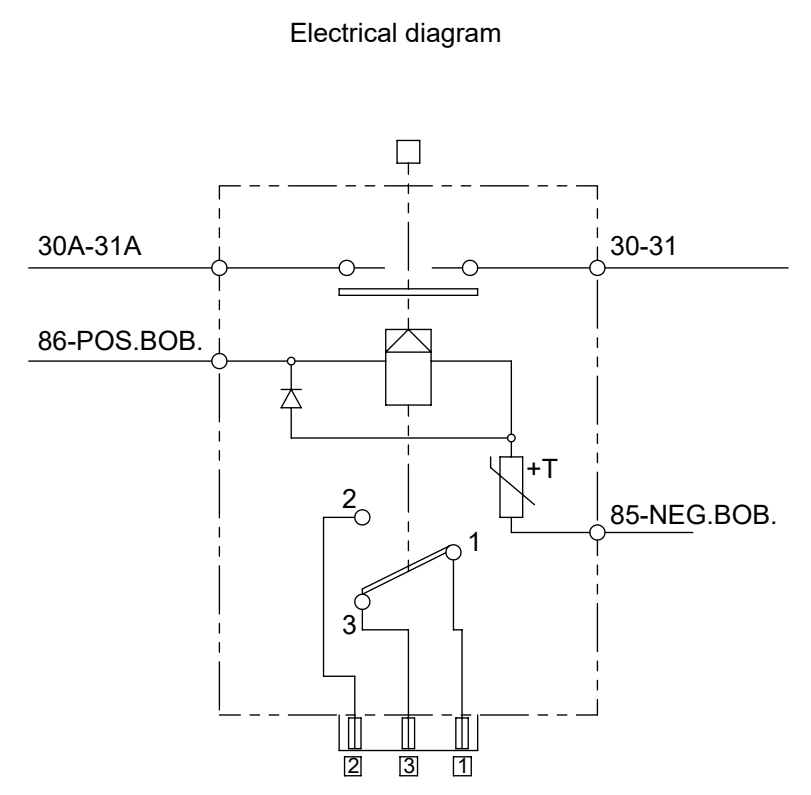 Electrical diagram
30A-31A
30-31
86-POS.BOB.
+T
2
85-NEG.BOB.
1
3
2
3
1